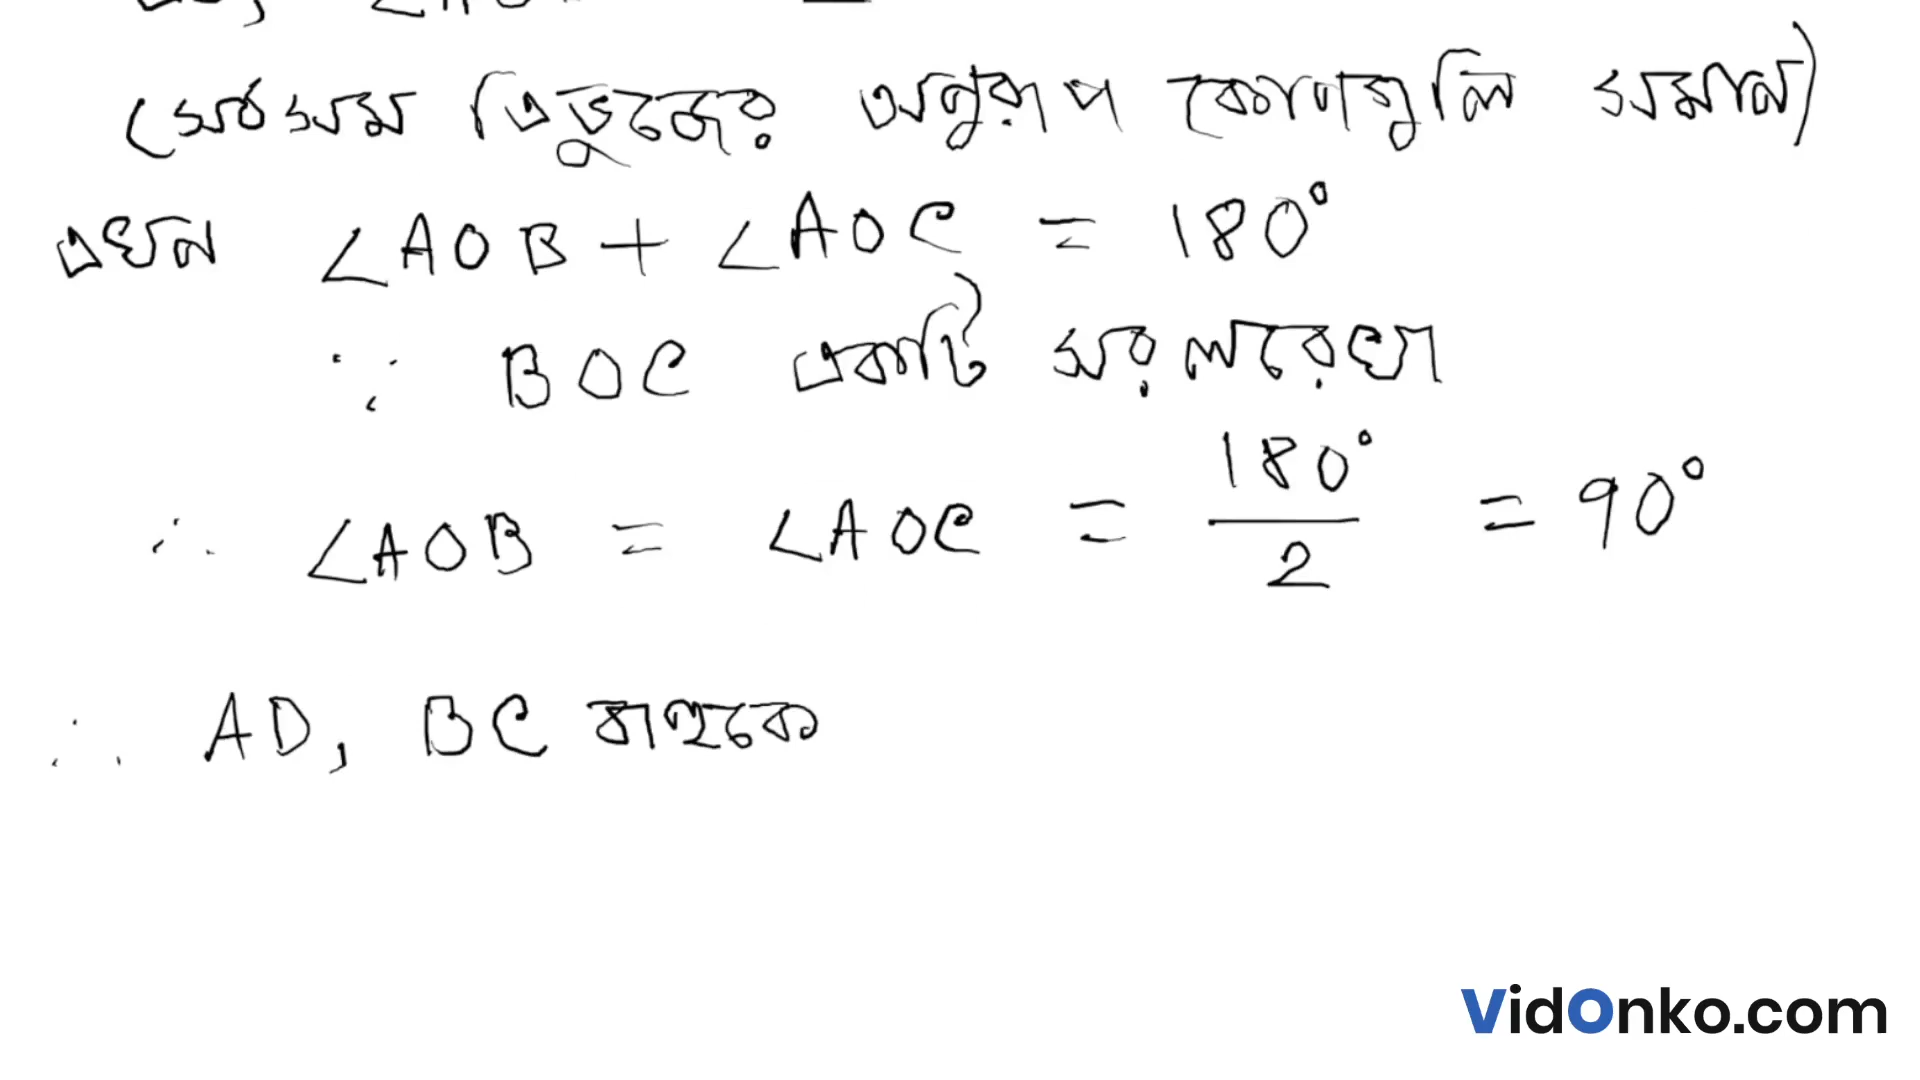 (সর্বসম ত্রিভুজের অনুরূপ কোণগুলি সমান)
এখন ∠AOB + ∠AOC = 180°
∵ BOC একটি সরলরেখা
∴ ∠AOB = ∠AOC = 180°/2 = 90°
∴ AD, BC বাহুকে
VidOnko.com